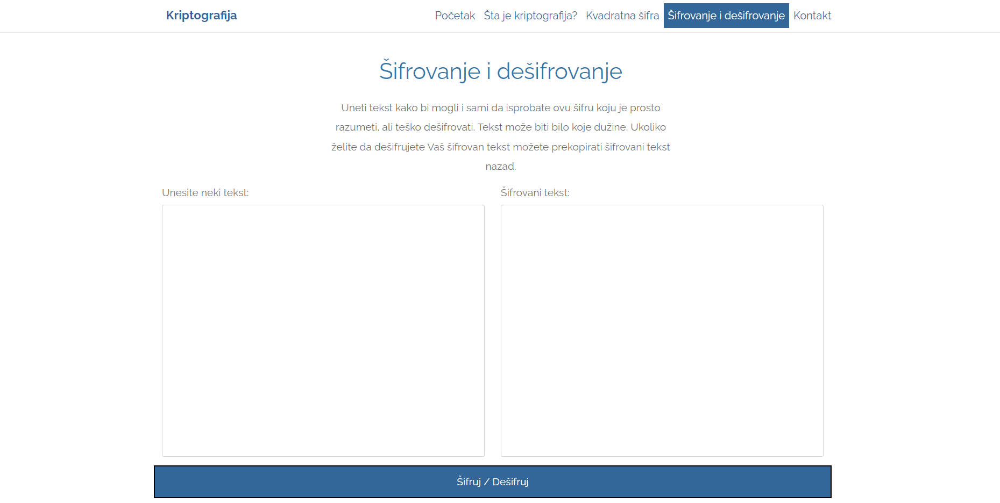 Kriptografija
Početak
Šta je kriptografija?
Kvadratna šifra
Šifrovanje i dešifrovanje
Kontakt
Šifrovanje i dešifrovanje
Uneti tekst kako bi mogli i sami da isprobate ovu šifru koju je prosto
razumeti, ali teško dešifrovati. Tekst može biti bilo koje dužine. Ukoliko
želite da dešifrujete Vaš šifrovan tekst možete prekopirati šifrovani tekst
nazad.
Unesite neki tekst:
Šifrovani tekst:
Šifruj / Dešifruj